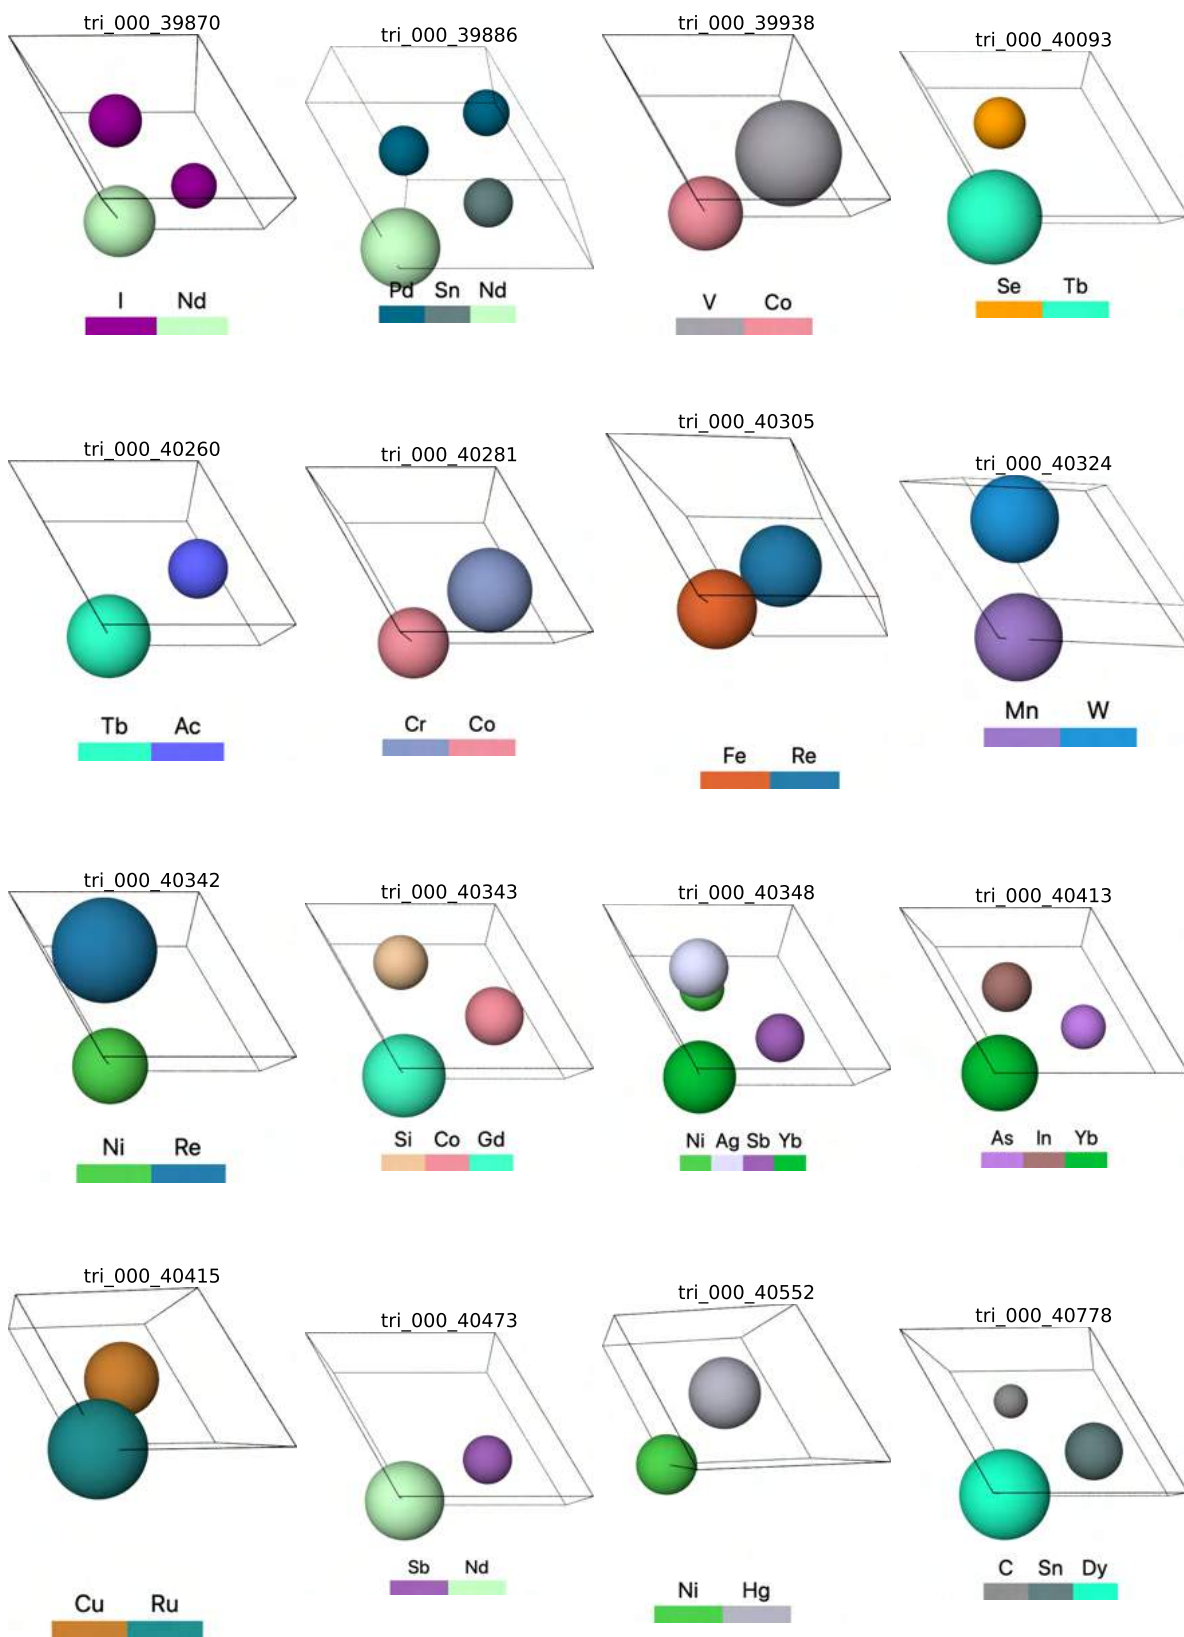 tri_000_39870
tri_000_39886
tri_000_39938
tri_000_40093
I Nd
Pd Sn Nd
V Co
Se Tb
tri_000_40260
tri_000_40281
tri_000_40305
tri_000_40324
Tb Ac
Cr Co
Fe Re
Mn W
tri_000_40342
tri_000_40343
tri_000_40348
tri_000_40413
Ni Re
Si Co Gd
Ni Ag Sb Yb
As In Yb
tri_000_40415
tri_000_40473
tri_000_40552
tri_000_40778
Cu Ru
Sb Nd
Ni Hg
C Sn Dy